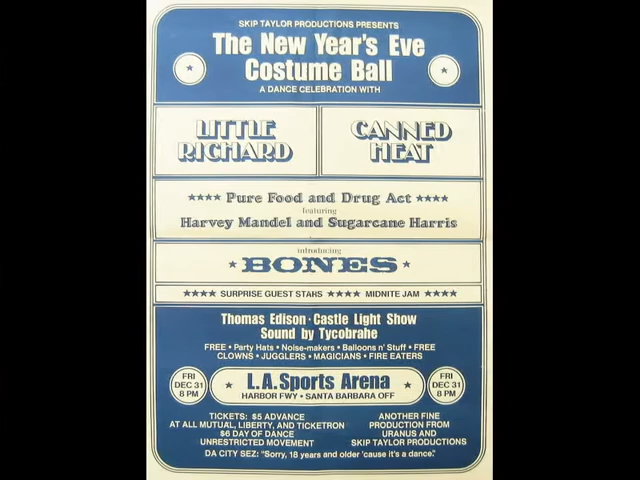 SKIP TAYLOR PRODUCTIONS PRESENTS
The New Year's Eve
Costume Ball
A DANCE CELEBRATION WITH
LITTLE
RICHARD
CANNED
HEAT
Pure Food and Drug Act
featuring
Harvey Mandel and Sugarcane Harris
introducing
BONES
SURPRISE GUEST STARS MIDNITE JAM
Thomas Edison · Castle Light Show
Sound by Tycobrahe
FREE • Party Hats • Noise-makers • Balloons n' Stuff • FREE
CLOWNS • JUGGLERS • MAGICIANS • FIRE EATERS
FRI
DEC 31
8 PM
L.A. Sports Arena
HARBOR FWY • SANTA BARBARA OFF
FRI
DEC 31
8 PM
TICKETS: $5 ADVANCE
AT ALL MUTUAL, LIBERTY, AND TICKETRON
$6 DAY OF DANCE
UNRESTRICTED MOVEMENT
ANOTHER FINE
PRODUCTION FROM
URANUS AND
SKIP TAYLOR PRODUCTIONS
DA CITY SEZ: "Sorry, 18 years and older 'cause it's a dance."